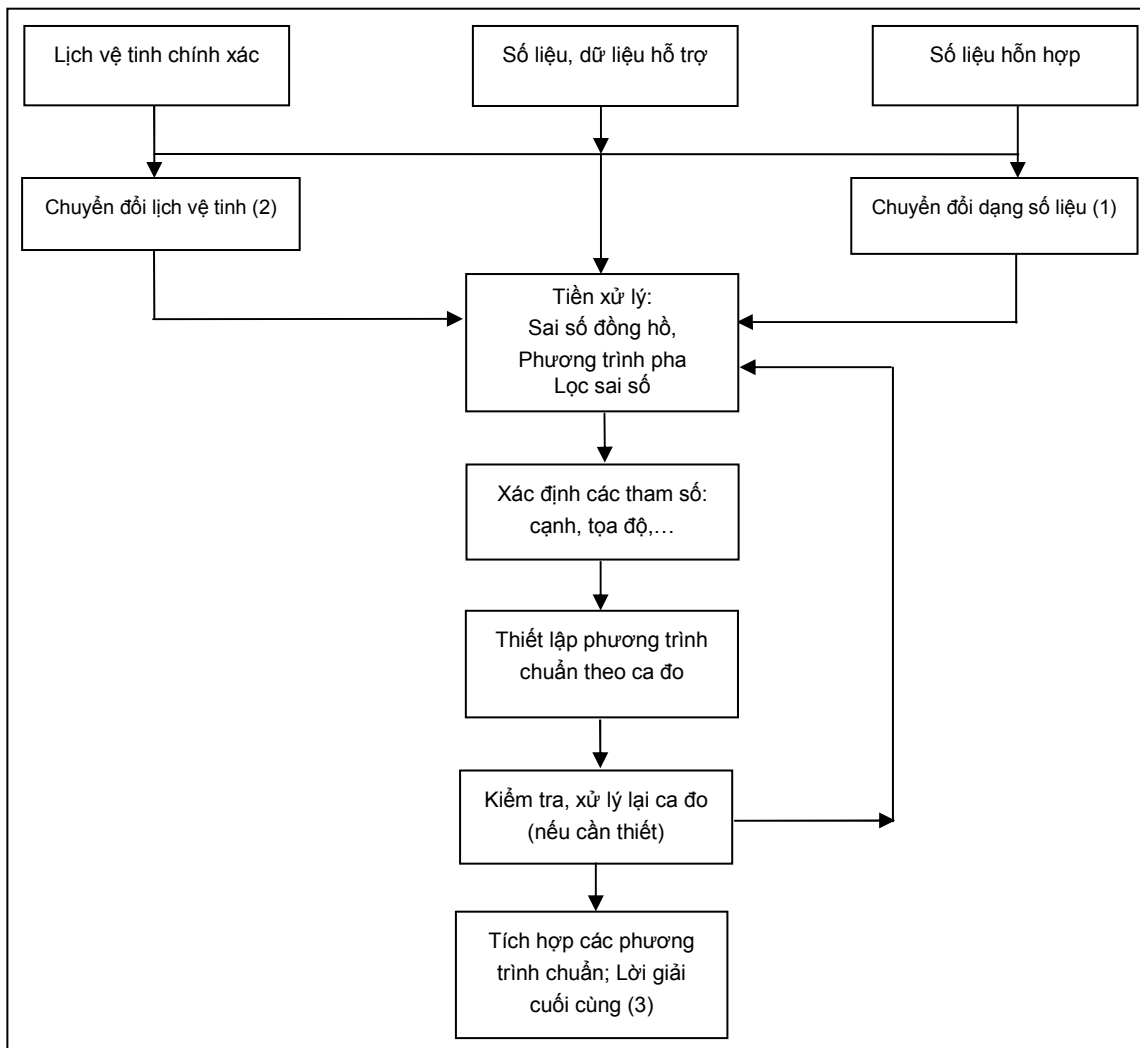 Lịch vệ tinh chính xác
Số liệu, dữ liệu hỗ trợ
Số liệu hỗn hợp
Chuyển đổi lịch vệ tinh (2)
Chuyển đổi dạng số liệu (1)
Tiền xử lý:
Sai số đồng hồ,
Phương trình pha
Lọc sai số
Xác định các tham số:
cạnh, tọa độ,…
Thiết lập phương trình
chuẩn theo ca đo
Kiểm tra, xử lý lại ca đo
(nếu cần thiết)
Tích hợp các phương
trình chuẩn; Lời giải
cuối cùng (3)